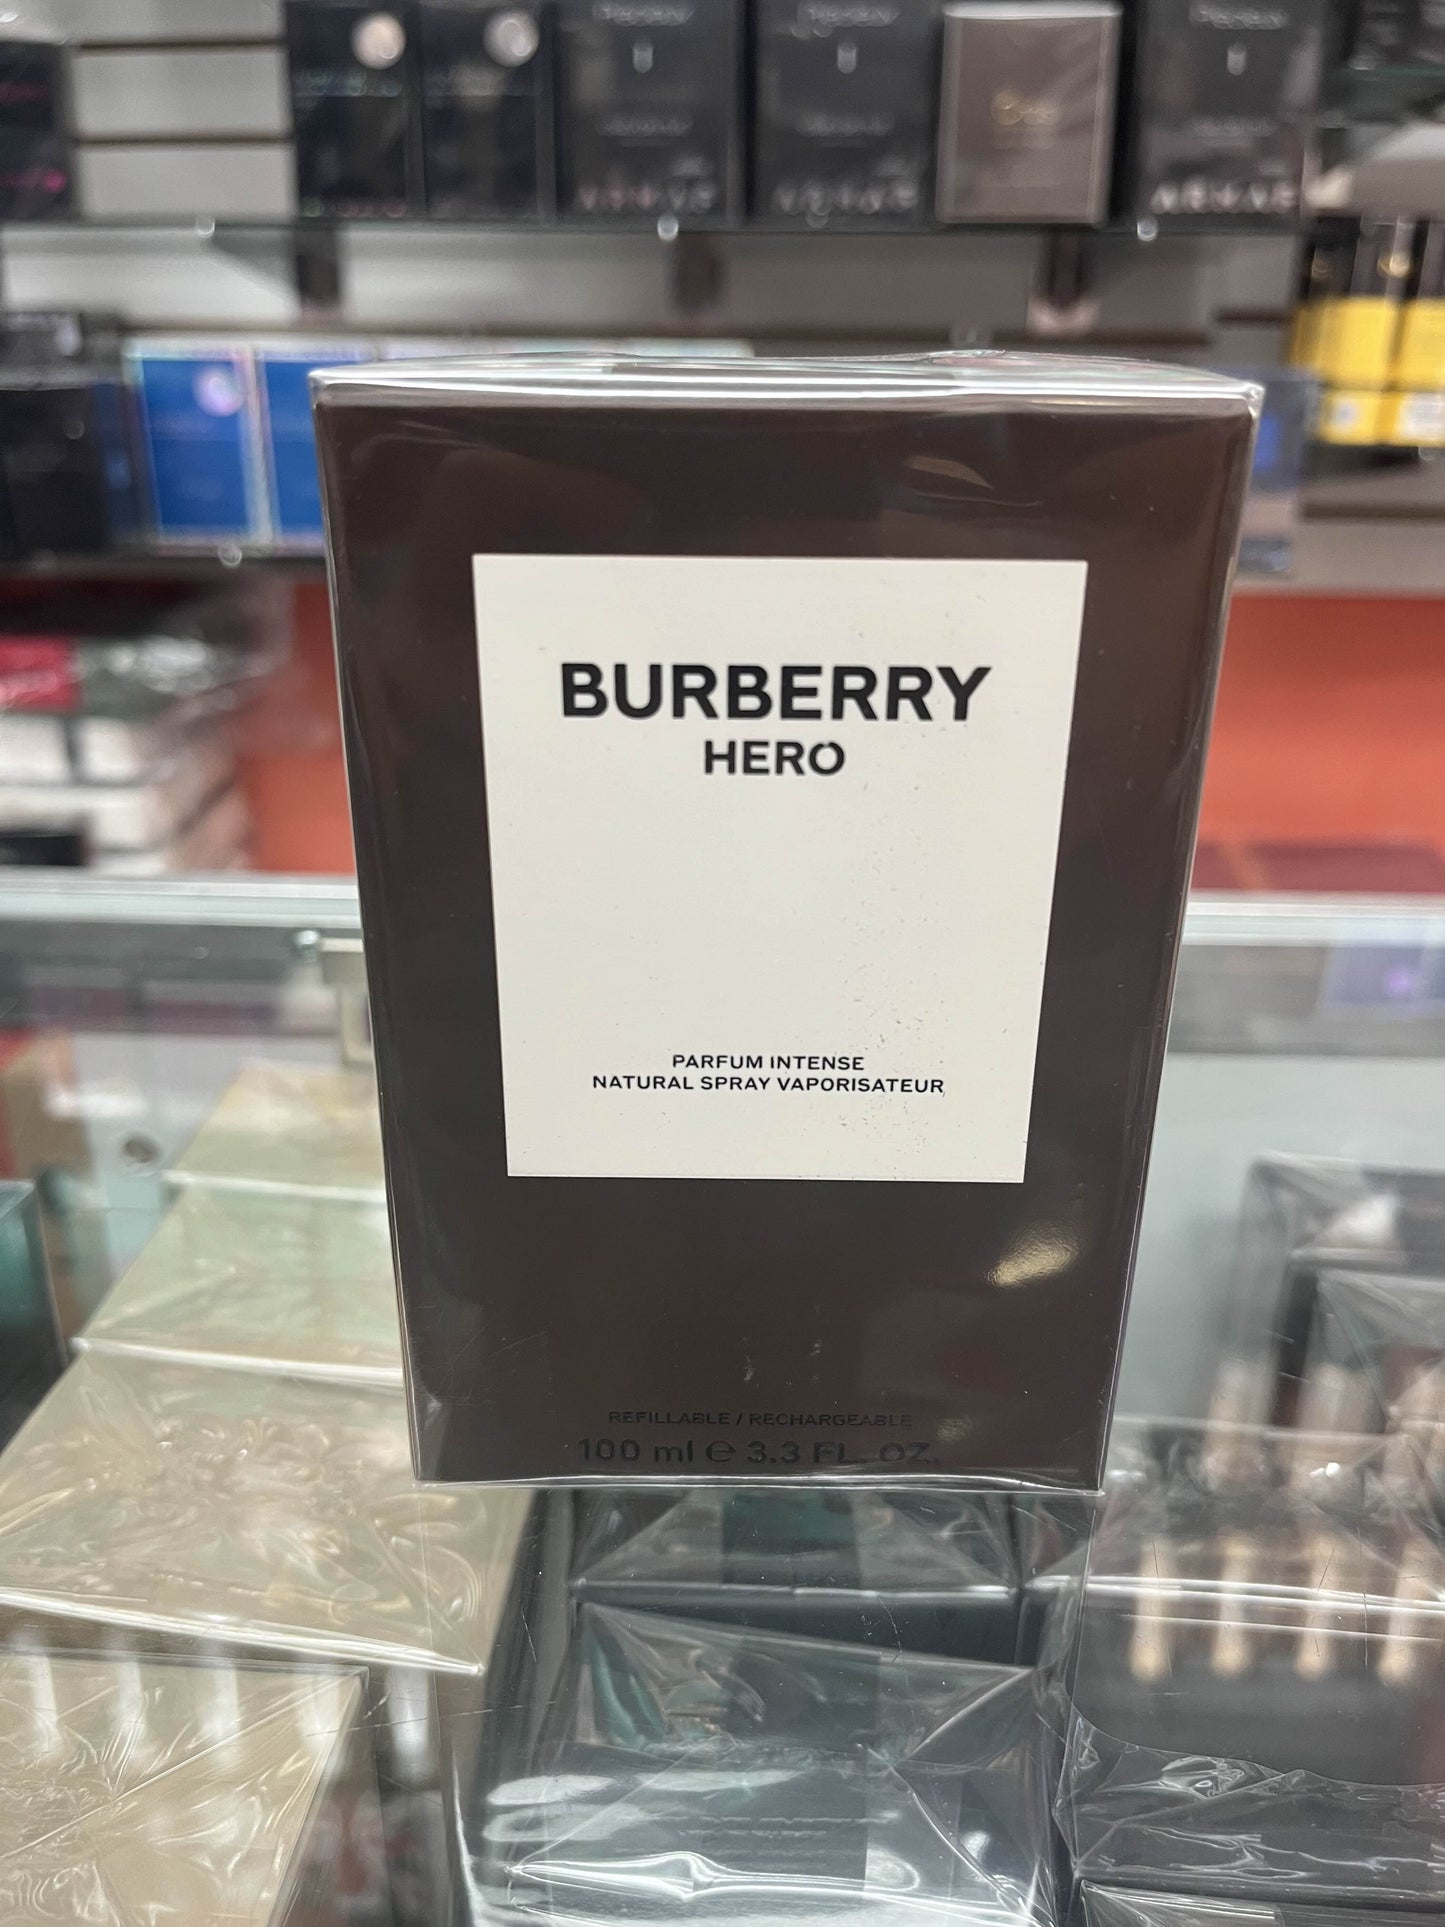 BURBERRY
HERO
PARFUM INTENSE
NATURAL SPRAY VAPORISATEUR
REFILLABLE / RECHARGEABLE
100 ml ℮ 3.3 FL. OZ.